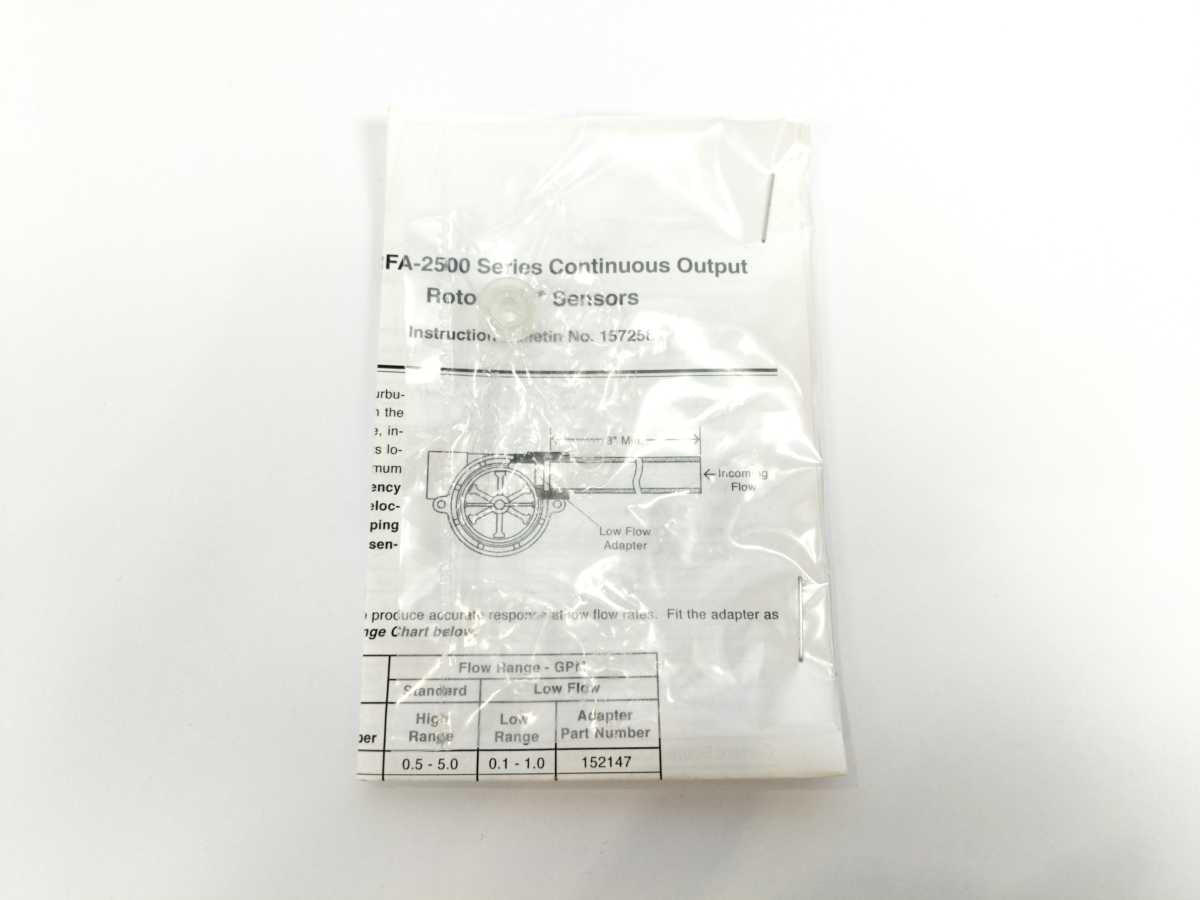 FA-2500 Series Continuous Output
Roto Sensors
Instruction etin No. 15725
urbu-
the
e, in-
s lo-
mum
ency
eloc-
ping
sen-
3" Min.
Incoming
Flow
Low Flow
Adapter
produce accurate response at low flow rates. Fit the adapter as
nge Chart below.
Flow Range - GPM
Standard Low Flow
High Low Adapter
ber Range Range Part Number
0.5 - 5.0 0.1 - 1.0 152147